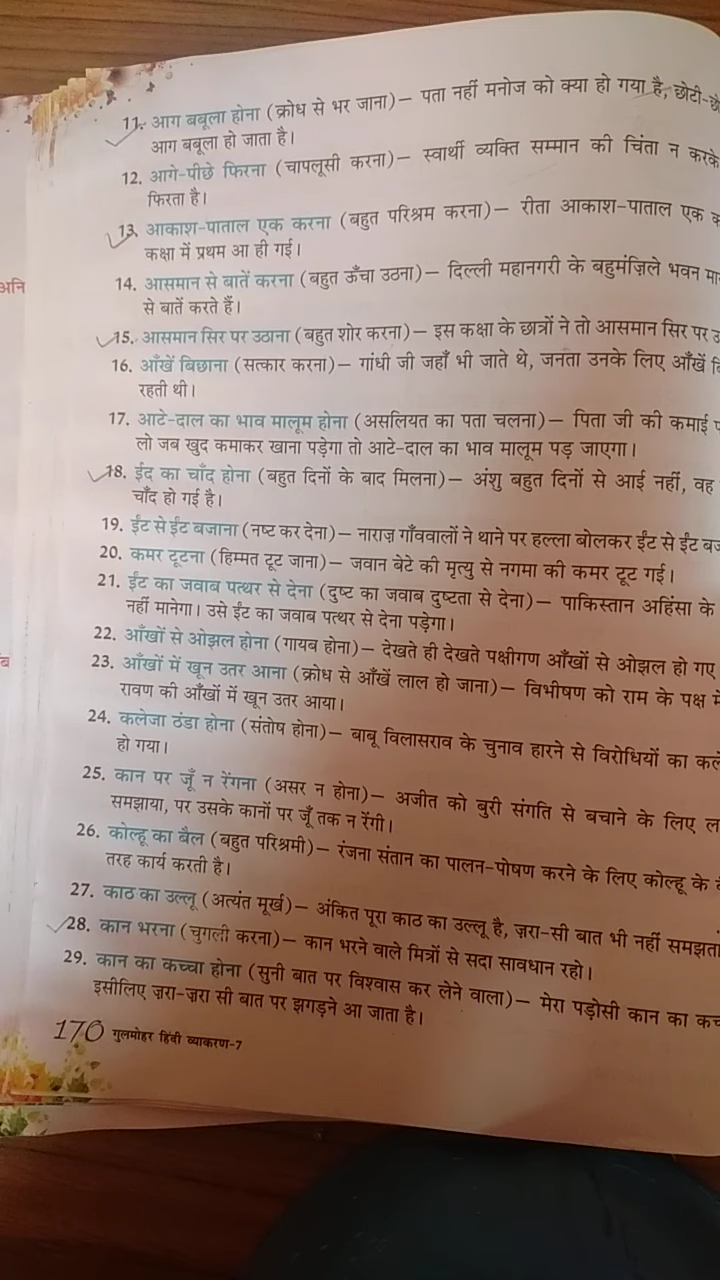 11. आग बबूला होना (क्रोध से भर जाना)– पता नहीं मनोज को क्या हो गया है,
आग बबूला हो जाता है।
12. आगे-पीछे फिरना (चापलूसी करना)– स्वार्थी व्यक्ति सम्मान की चिंता न करके
फिरता है।
13. आकाश-पाताल एक करना (बहुत परिश्रम करना)– रीता आकाश-पाताल एक
कक्षा में प्रथम आ ही गई।
14. आसमान से बातें करना (बहुत ऊँचा उठना)– दिल्ली महानगरी के बहुमंज़िले भवन
से बातें करते हैं।
15. आसमान सिर पर उठाना (बहुत शोर करना)– इस कक्षा के छात्रों ने तो आसमान सिर पर
16. आँखें बिछाना (सत्कार करना)– गांधी जी जहाँ भी जाते थे, जनता उनके लिए आँखें
रहती थी।
17. आटे-दाल का भाव मालूम होना (असलियत का पता चलना)– पिता जी की कमाई
लो जब खुद कमाकर खाना पड़ेगा तो आटे-दाल का भाव मालूम पड़ जाएगा।
18. ईद का चाँद होना (बहुत दिनों के बाद मिलना)– अंशु बहुत दिनों से आई नहीं, वह
चाँद हो गई है।
19. ईंट से ईंट बजाना (नष्ट कर देना)– नाराज़ गाँववालों ने थाने पर हल्ला बोलकर ईंट से ईंट
20. कमर टूटना (हिम्मत टूट जाना)– जवान बेटे की मृत्यु से नगमा की कमर टूट गई।
21. ईंट का जवाब पत्थर से देना (दुष्ट का जवाब दुष्टता से देना)– पाकिस्तान अहिंसा के
नहीं मानेगा। उसे ईंट का जवाब पत्थर से देना पड़ेगा।
22. आँखों से ओझल होना (गायब होना)– देखते ही देखते पक्षीगण आँखों से ओझल हो गए
23. आँखों में खून उतर आना (क्रोध से आँखें लाल हो जाना)– विभीषण को राम के पक्ष में
रावण की आँखों में खून उतर आया।
24. कलेजा ठंडा होना (संतोष होना)– बाबू विलासराव के चुनाव हारने से विरोधियों का
हो गया।
25. कान पर जूँ न रेंगना (असर न होना)– अजीत को बुरी संगति से बचाने के लिए
समझाया, पर उसके कानों पर जूँ तक न रेंगी।
26. कोल्हू का बैल (बहुत परिश्रमी)– रंजना संतान का पालन-पोषण करने के लिए कोल्हू के
तरह कार्य करती है।
27. काठ का उल्लू (अत्यंत मूर्ख)– अंकित पूरा काठ का उल्लू है, ज़रा-सी बात भी नहीं समझता
28. कान भरना (चुगली करना)– कान भरने वाले मित्रों से सदा सावधान रहो।
29. कान का कच्चा होना (सुनी बात पर विश्वास कर लेने वाला)– मेरा पड़ोसी कान का
इसीलिए ज़रा-ज़रा सी बात पर झगड़ने आ जाता है।
170 गुलमोहर हिंदी व्याकरण-7